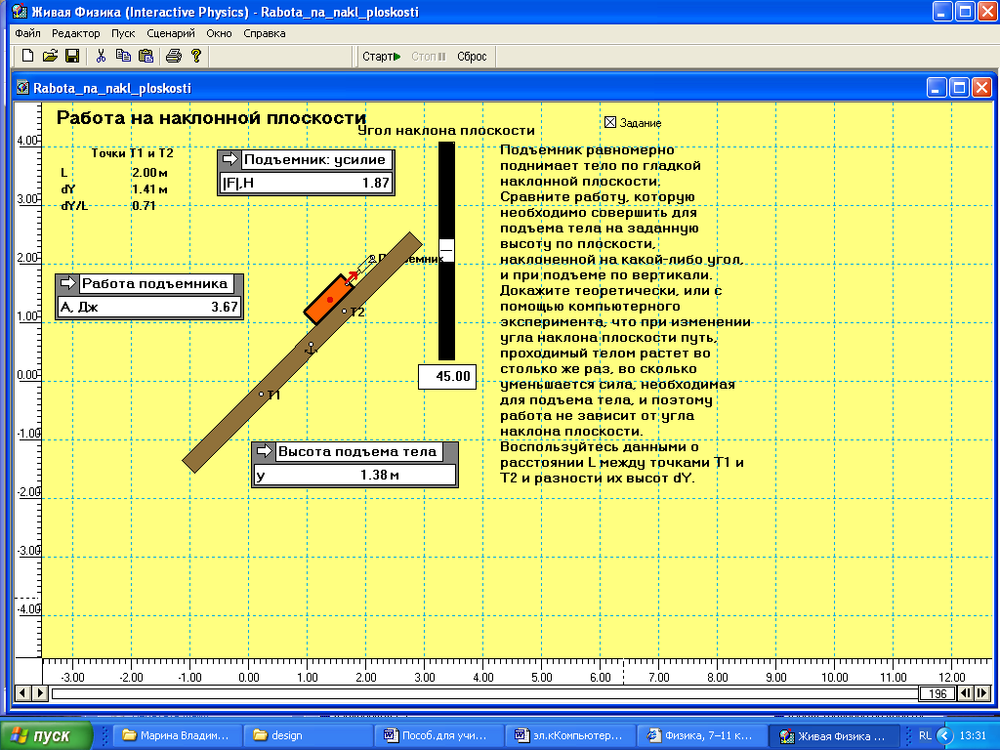 Живая Физика (Interactive Physics) - Rabota_na_nakl_ploskosti
Файл Редактор Пуск Сценарий Окно Справка
Старт Стоп Сброс
Rabota_na_nakl_ploskosti
Работа на наклонной плоскости
Угол наклона плоскости
Задание
Точки T1 и T2
L 2.00 м
dY 1.41 м
dY/L 0.71
Подъемник: усилие
|F|,Н 1.87
Работа подъемника
A, Дж 3.67
T2
T1
45.00
Высота подъема тела
y 1.38 м
Подъемник равномерно
поднимает тело по гладкой
наклонной плоскости.
Сравните работу, которую
необходимо совершить для
подъема тела на заданную
высоту по плоскости,
наклоненной на какой-либо угол,
и при подъеме по вертикали.
Докажите теоретически, или с
помощью компьютерного
эксперимента, что при изменении
угла наклона плоскости путь,
проходимый телом растет во
столько же раз, во сколько
уменьшается сила, необходимая
для подъема тела, и поэтому
работа не зависит от угла
наклона плоскости.
Воспользуйтесь данными о
расстоянии L между точками T1 и
T2 и разности их высот dY.
4.00
3.00
2.00
1.00
0.00
-1.00
-2.00
-3.00
-4.00
-3.00 -2.00 -1.00 0.00 1.00 2.00 3.00 4.00 5.00 6.00 7.00 8.00 9.00 10.00 11.00 12.00
196
пуск Марина Владим... design Пособ.для учи... эл.кКомпьютер... Физика, 7-11 к... Живая Физика ... RL 13:31